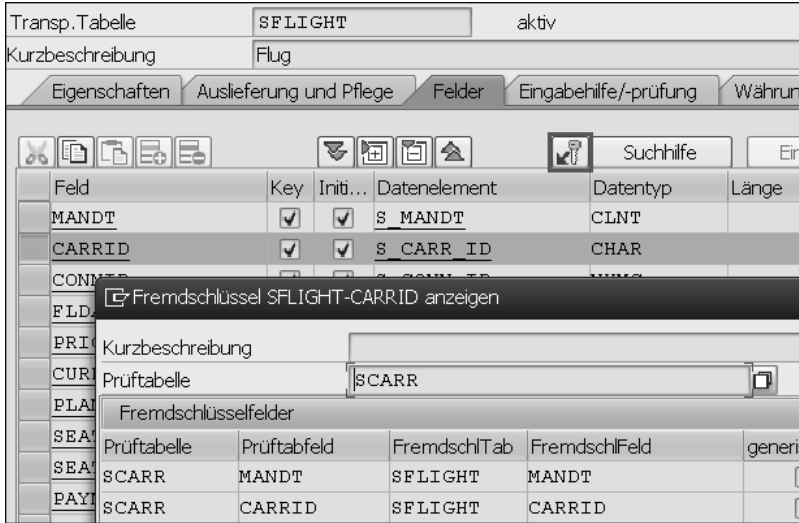 Transp.Tabelle SFLIGHT aktiv
Kurzbeschreibung Flug
Eigenschaften Auslieferung und Pflege Felder Eingabehilfe/-prüfung
Suchhilfe
Feld Key Initi... Datenelement Datentyp Länge
MANDT S_MANDT CLNT
CARRID S_CARR_ID CHAR
Fremdschlüssel SFLIGHT-CARRID anzeigen
Kurzbeschreibung
Prüftabelle SCARR
Fremdschlüsselfelder
Prüftabelle Prüftabfeld FremdschlTab FremdschlFeld
SCARR MANDT SFLIGHT MANDT
SCARR CARRID SFLIGHT CARRID